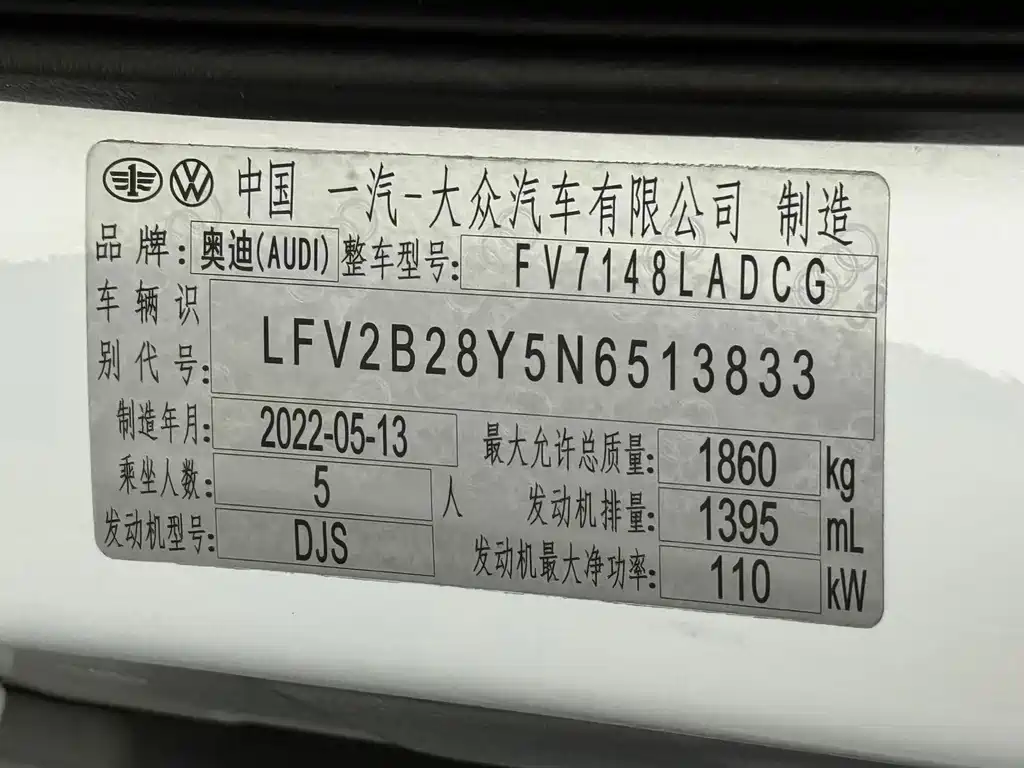 中国 一汽-大众汽车有限公司 制造
品牌: 奥迪(AUDI) 整车型号: FV7148LADCG
车辆识别代号: LFV2B28Y5N6513833
制造年月: 2022-05-13 最大允许总质量: 1860 kg
乘坐人数: 5 人 发动机排量: 1395 mL
发动机型号: DJS 发动机最大净功率: 110 kW